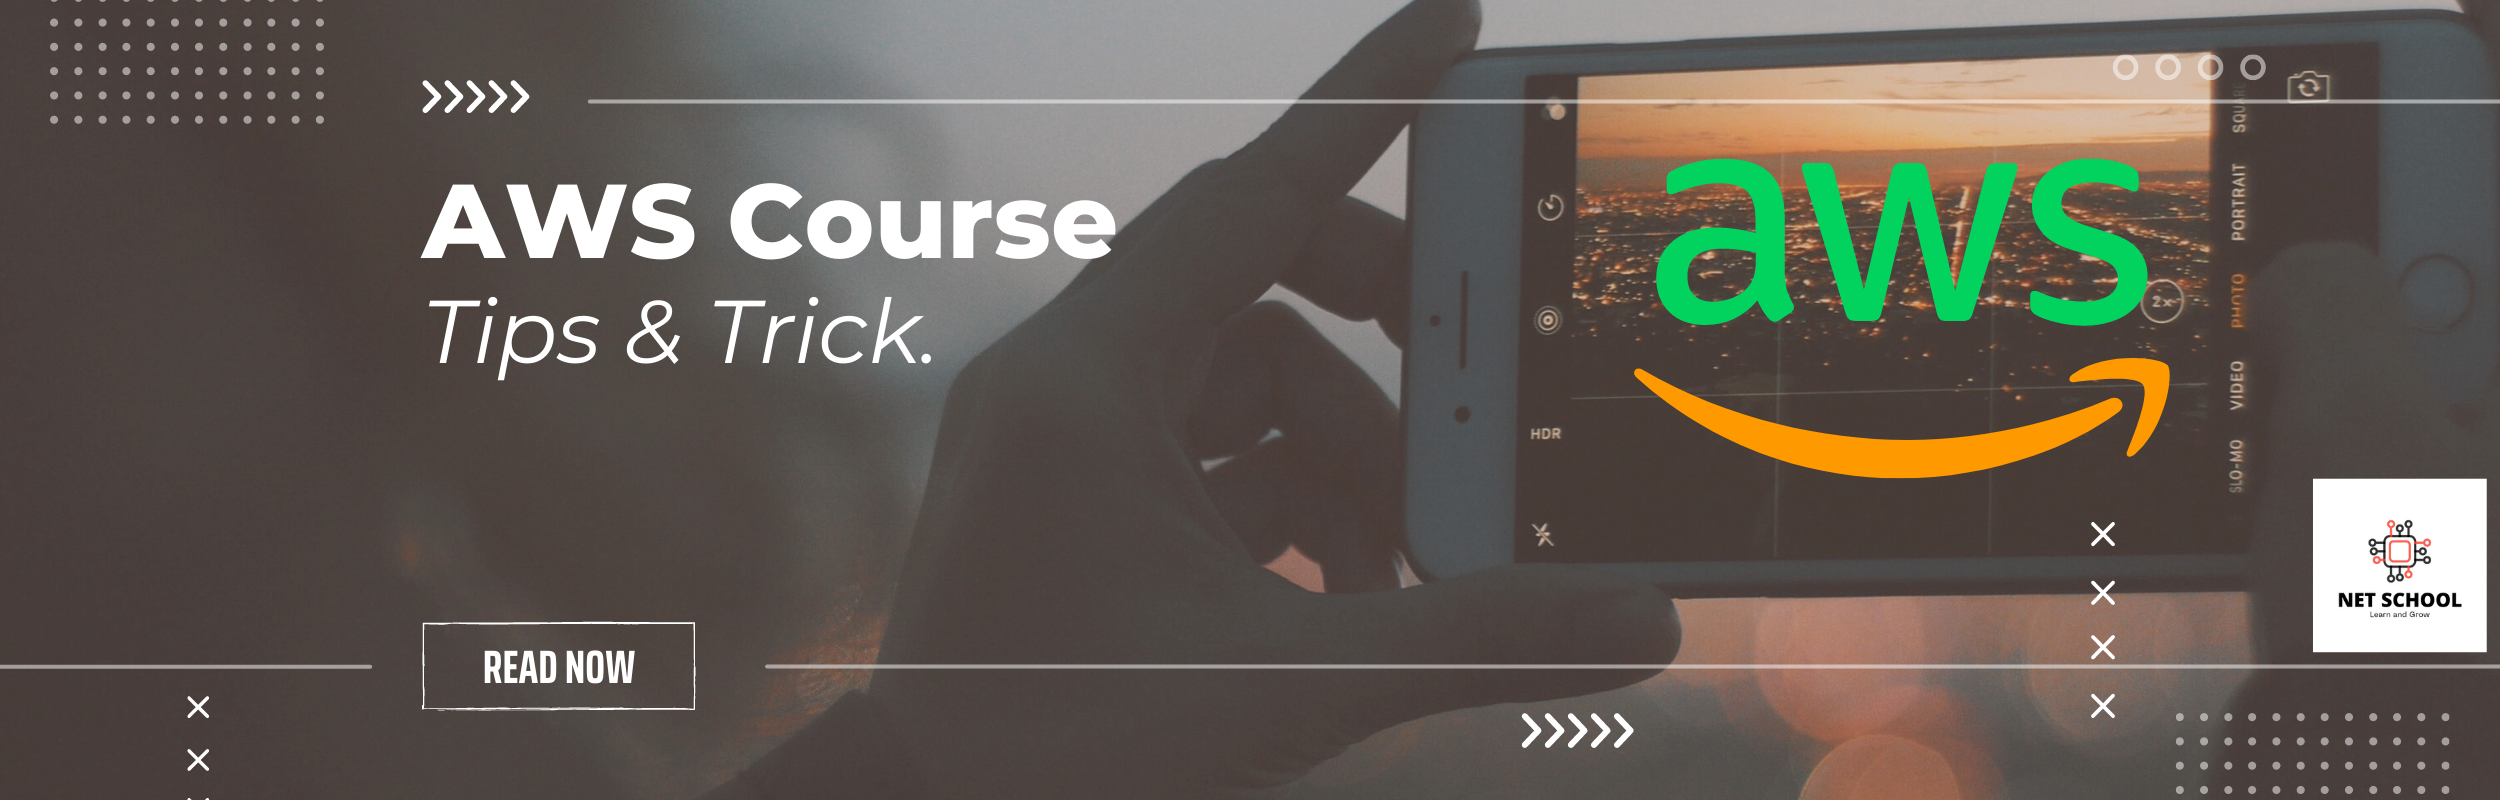 AWS Course
Tips & Trick.
READ NOW
aws
SQUARE
PORTRAIT
PHOTO
VIDEO
SLO-MO
2×
HDR
NET SCHOOL
Learn and Grow